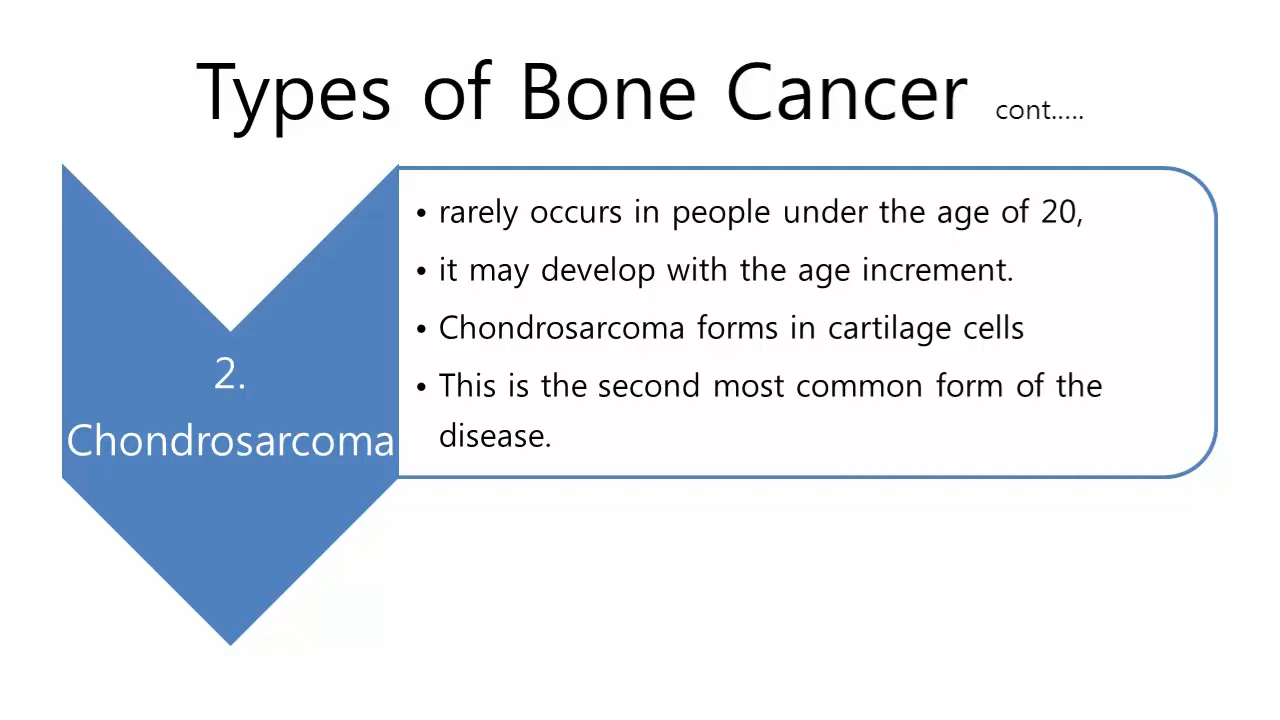 Types of Bone Cancer cont.....
2.
Chondrosarcoma
• rarely occurs in people under the age of 20,
• it may develop with the age increment.
• Chondrosarcoma forms in cartilage cells
• This is the second most common form of the
disease.